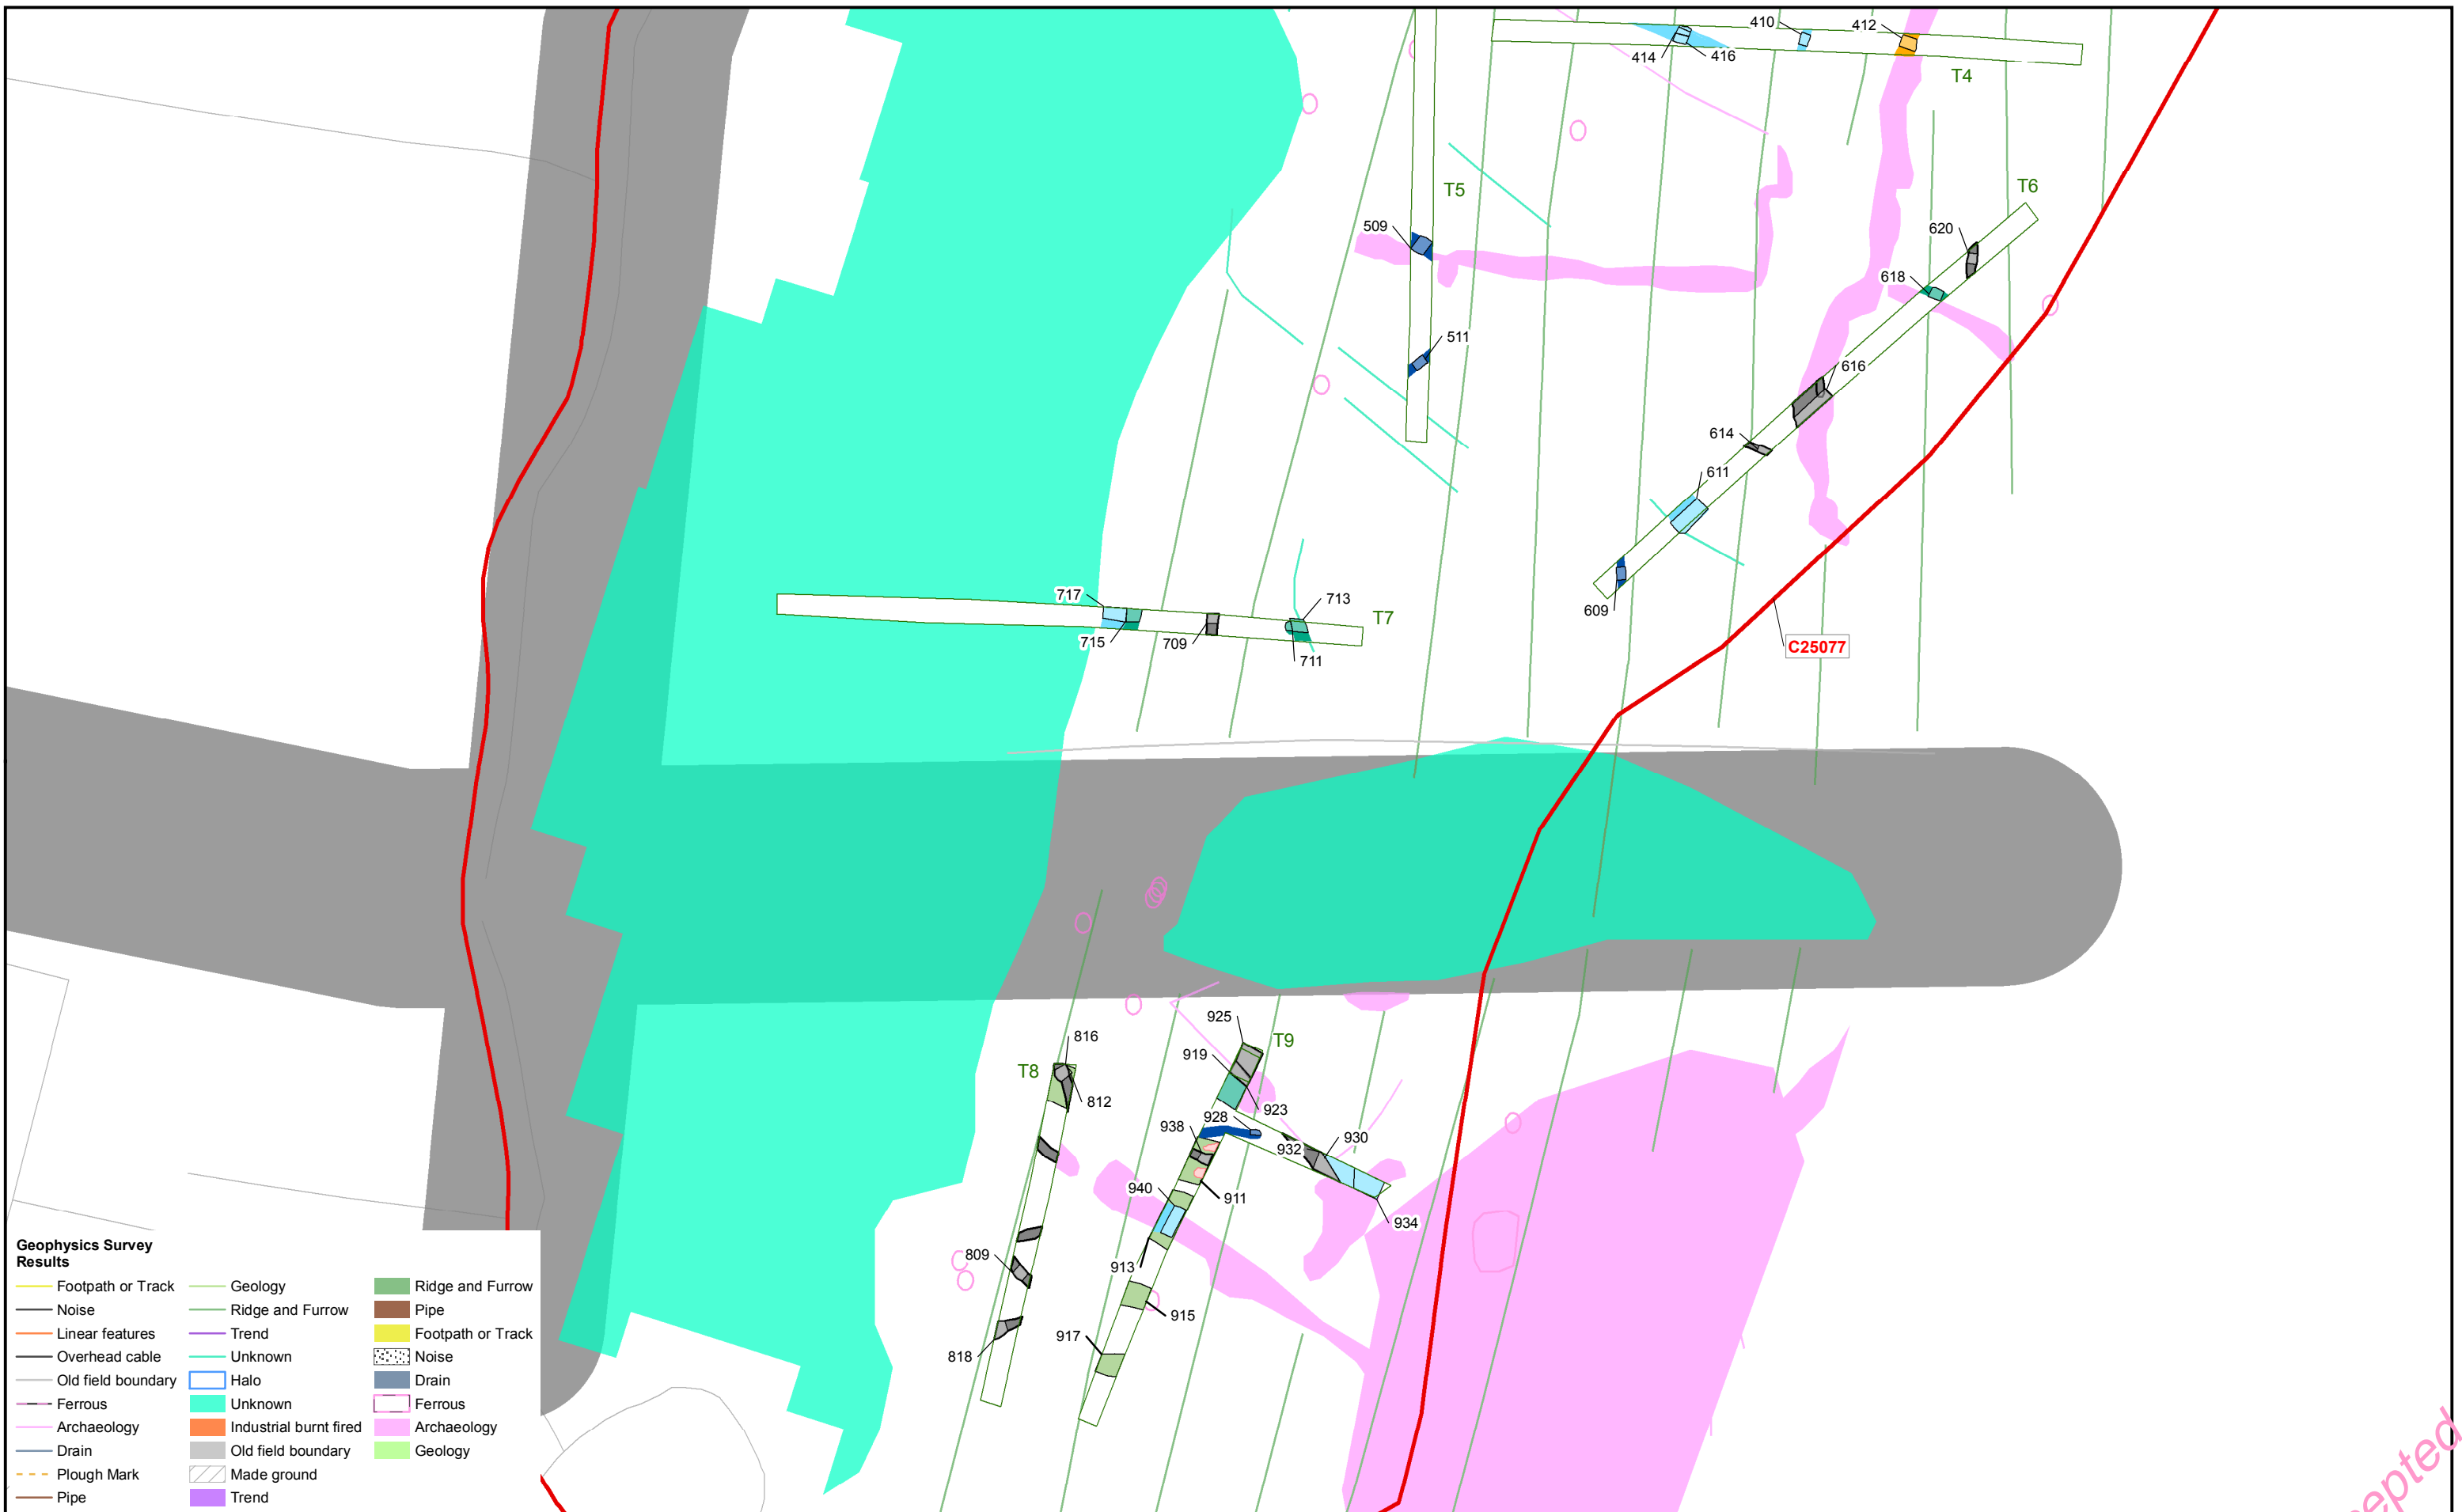 410
412
414
416
T4
T5
T6
509
620
618
511
616
614
611
717
713
T7
609
715
709
711
C25077
925
816
T9
919
T8
812
923
928
938
930
932
940
911
934
809
913
915
917
818
Geophysics Survey
Results
Footpath or Track
Noise
Linear features
Overhead cable
Old field boundary
Ferrous
Archaeology
Drain
Plough Mark
Pipe
Geology
Ridge and Furrow
Trend
Unknown
Halo
Unknown
Industrial burnt fired
Old field boundary
Made ground
Trend
Ridge and Furrow
Pipe
Footpath or Track
Noise
Drain
Ferrous
Archaeology
Geology
epted